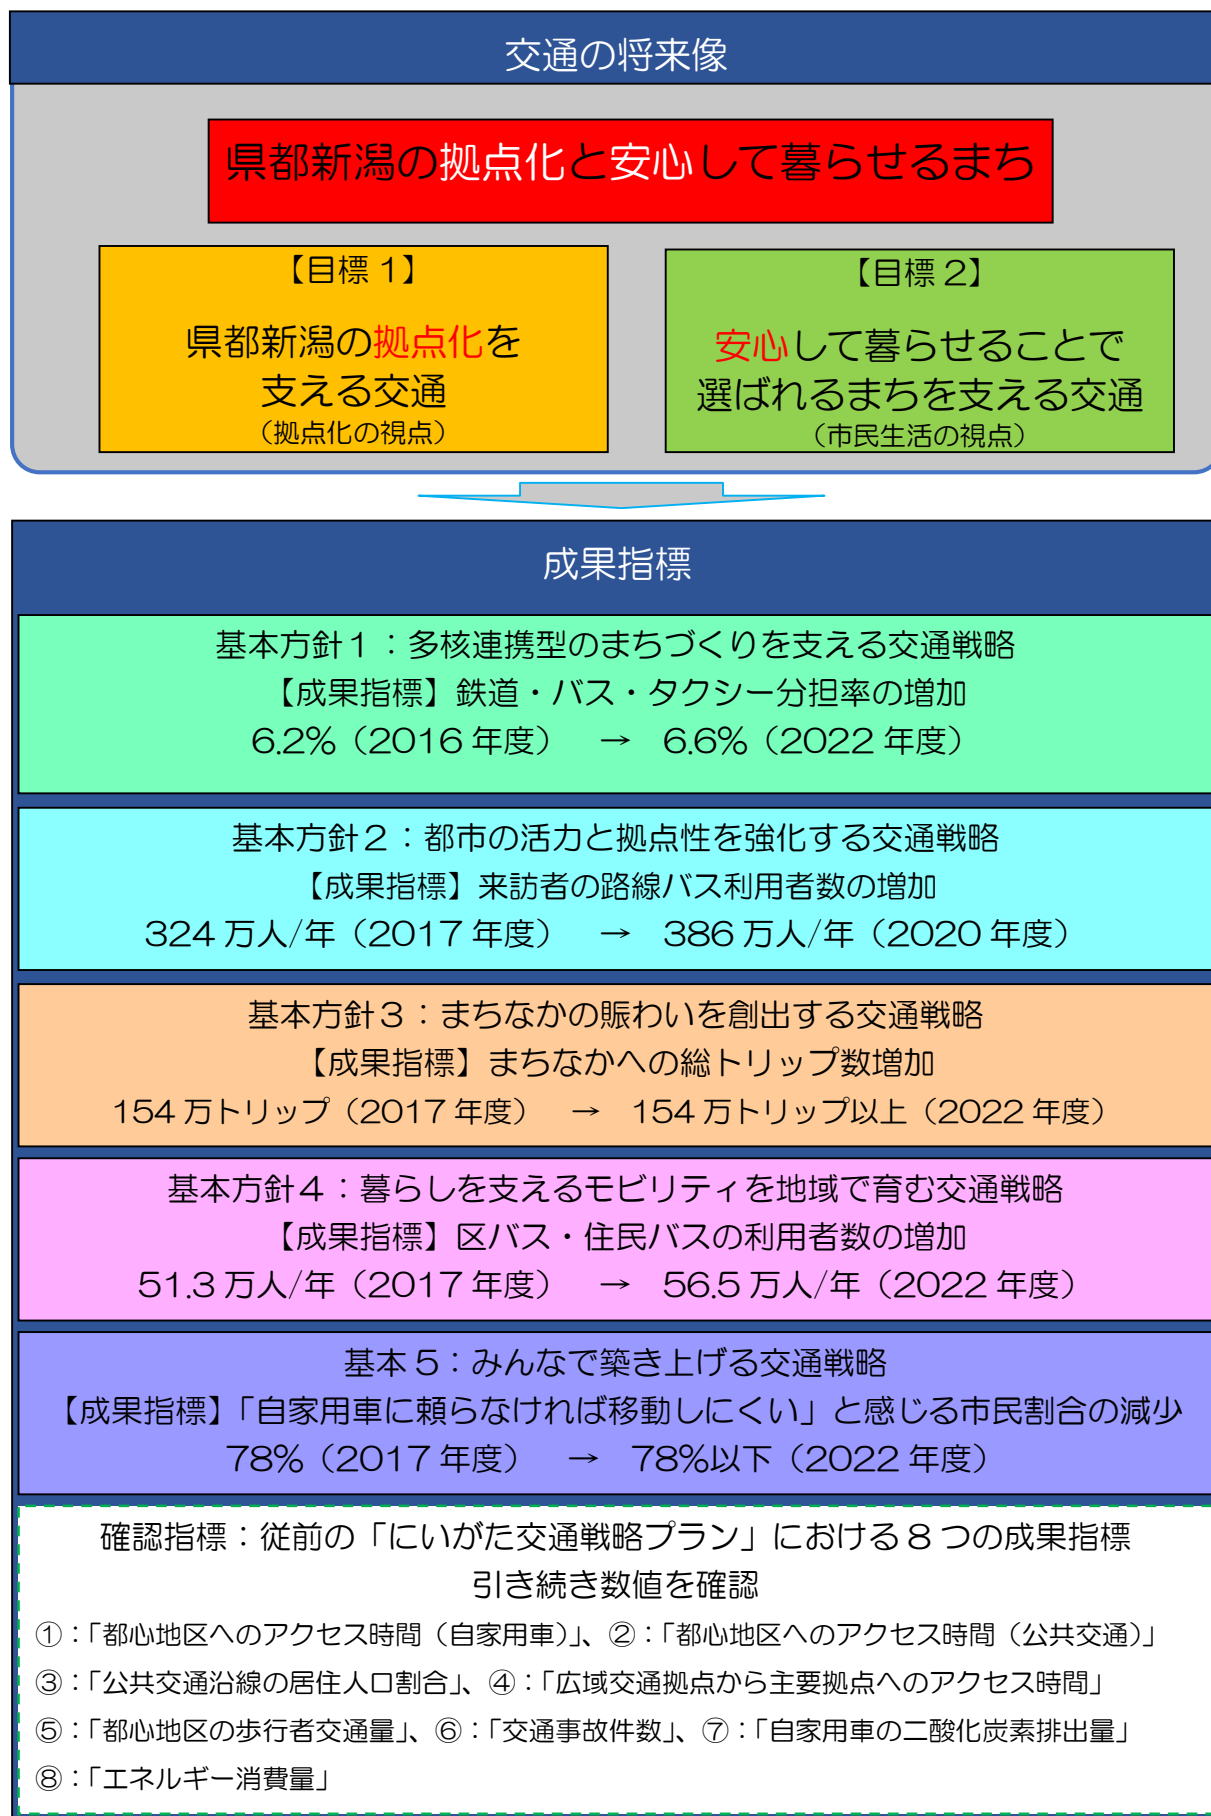 交通の将来像
県都新潟の拠点化と安心して暮らせるまち
【目標１】
県都新潟の拠点化を
支える交通
（拠点化の視点）
【目標２】
安心して暮らせることで
選ばれるまちを支える交通
（市民生活の視点）
成果指標
基本方針１：多核連携型のまちづくりを支える交通戦略
【成果指標】鉄道・バス・タクシー分担率の増加
6.2%（2016 年度）　→　6.6%（2022 年度）
基本方針２：都市の活力と拠点性を強化する交通戦略
【成果指標】来訪者の路線バス利用者数の増加
324 万人/年（2017 年度）　→　386 万人/年（2020 年度）
基本方針３：まちなかの賑わいを創出する交通戦略
【成果指標】まちなかへの総トリップ数増加
154 万トリップ（2017 年度）　→　154 万トリップ以上（2022 年度）
基本方針４：暮らしを支えるモビリティを地域で育む交通戦略
【成果指標】区バス・住民バスの利用者数の増加
51.3 万人/年（2017 年度）　→　56.5 万人/年（2022 年度）
基本５：みんなで築き上げる交通戦略
【成果指標】「自家用車に頼らなければ移動しにくい」と感じる市民割合の減少
78%（2017 年度）　→　78%以下（2022 年度）
確認指標：従前の「にいがた交通戦略プラン」における８つの成果指標
引き続き数値を確認
①：「都心地区へのアクセス時間（自家用車）」、②：「都心地区へのアクセス時間（公共交通）」
③：「公共交通沿線の居住人口割合」、④：「広域交通拠点から主要拠点へのアクセス時間」
⑤：「都心地区の歩行者交通量」、⑥：「交通事故件数」、⑦：「自家用車の二酸化炭素排出量」
⑧：「エネルギー消費量」